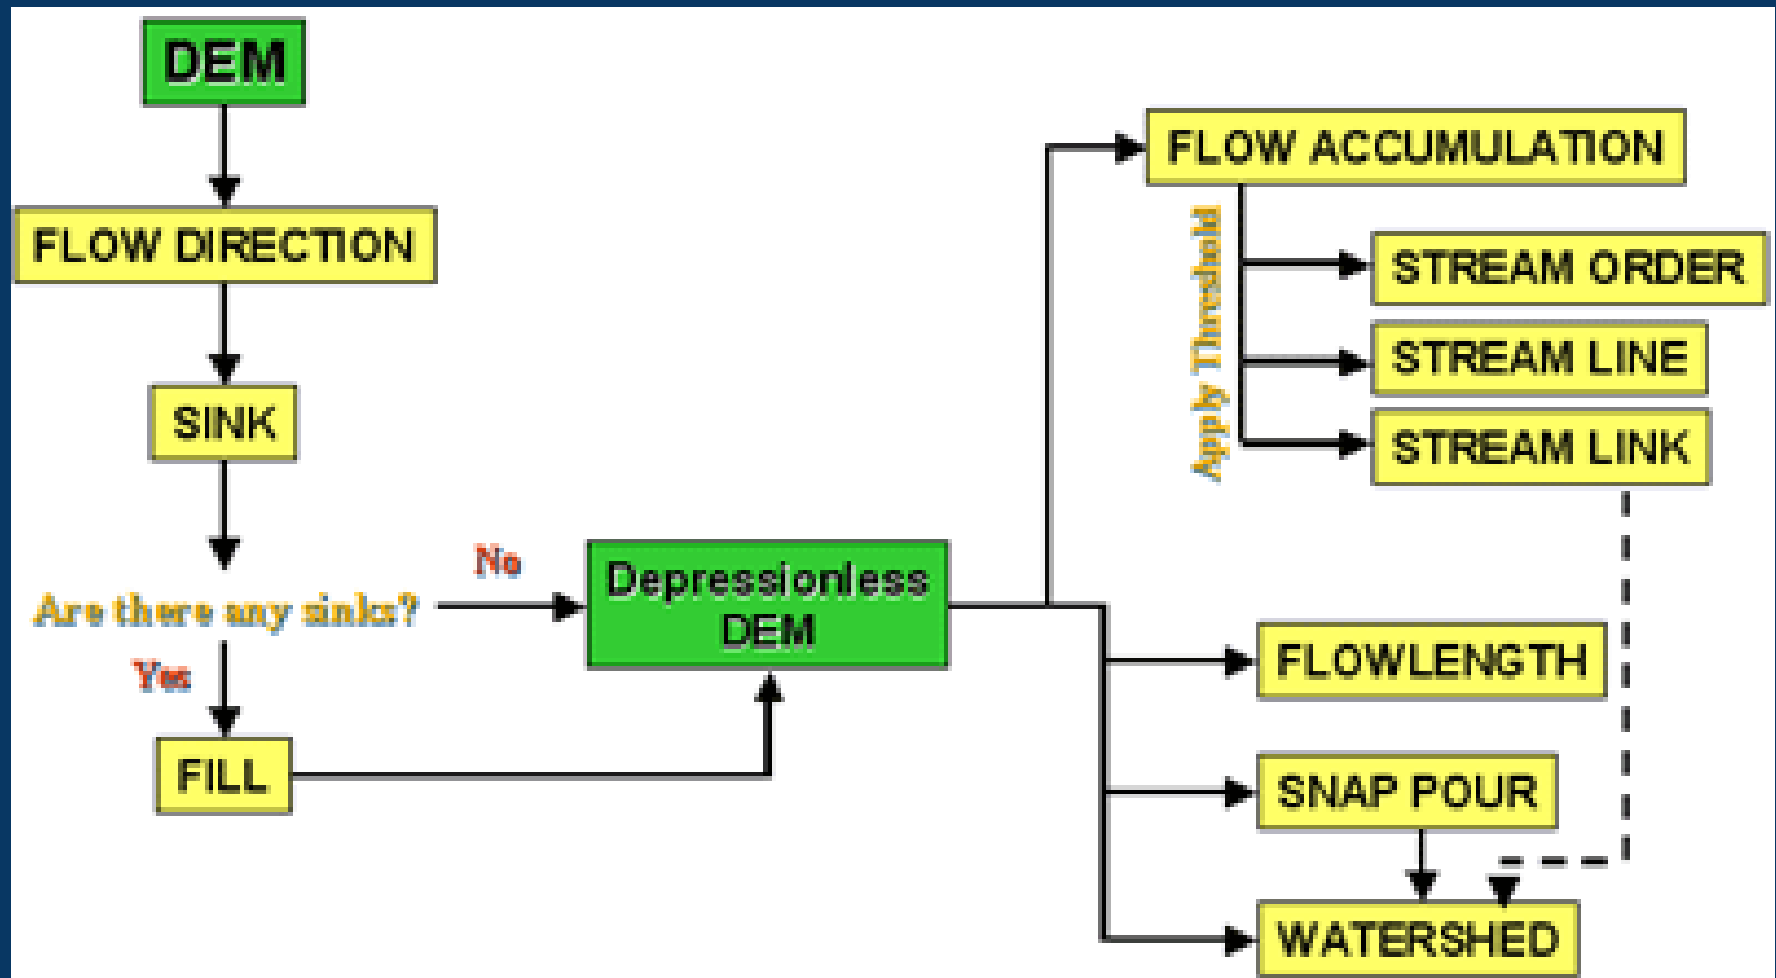 DEM
FLOW DIRECTION
SINK
Are there any sinks?
No
Yes
FILL
Depressionless
DEM
FLOW ACCUMULATION
Apply Threshold
STREAM ORDER
STREAM LINE
STREAM LINK
FLOWLENGTH
SNAP POUR
WATERSHED